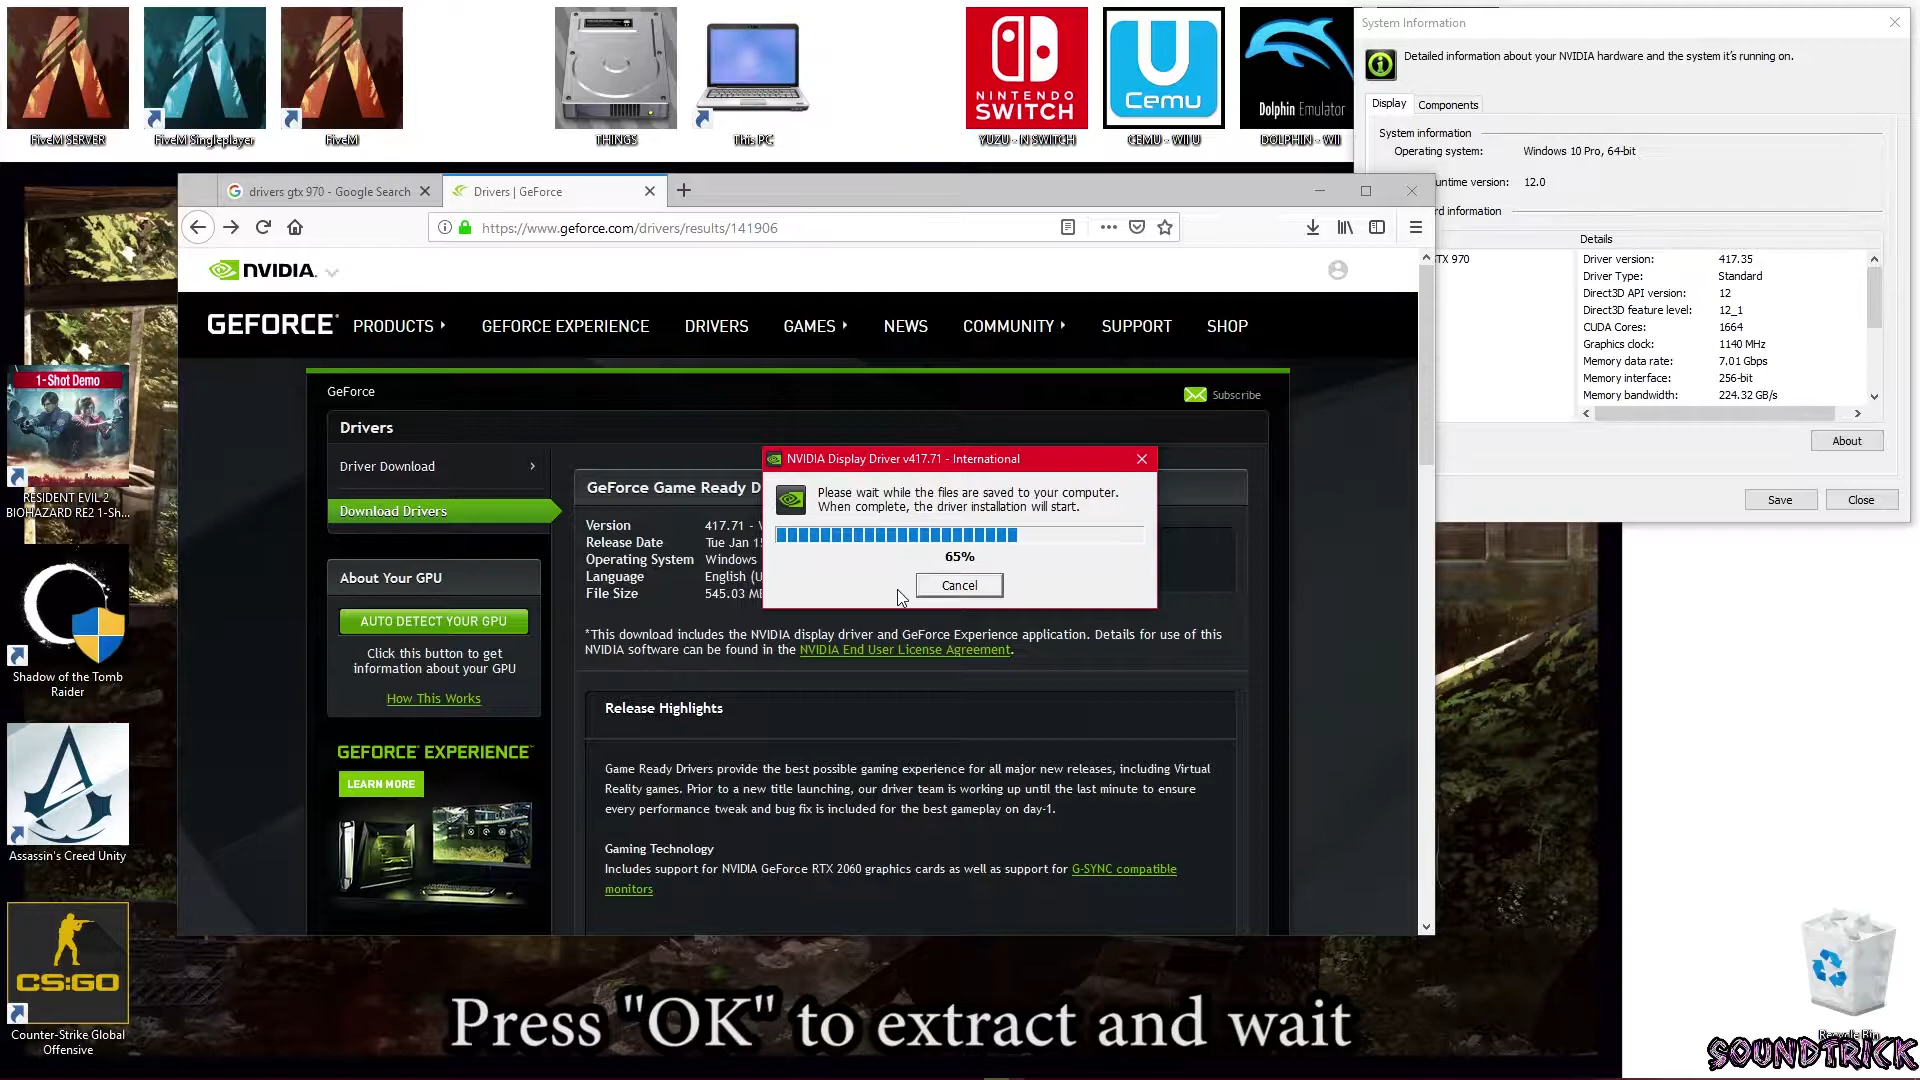 FiveM SERVER
FiveM Singleplayer
FiveM
THINGS
This PC
NINTENDO
SWITCH
YUZU - N SWITCH
Cemu
CEMU - WII U
Dolphin Emulator
DOLPHIN - WII
System Information
Detailed information about your NVIDIA hardware and the system it's running on.
Display
Components
System information
Operating system:
Windows 10 Pro, 64-bit
untime version:
12.0
d information
Details
TX 970
Driver version:
417.35
Driver Type:
Standard
Direct3D API version:
12
Direct3D feature level:
12_1
CUDA Cores:
1664
Graphics clock:
1140 MHz
Memory data rate:
7.01 Gbps
Memory interface:
256-bit
Memory bandwidth:
224.32 GB/s
About
Save
Close
drivers gtx 970 - Google Search
Drivers | GeForce
https://www.geforce.com/drivers/results/141906
NVIDIA.
GEFORCE
PRODUCTS
GEFORCE EXPERIENCE
DRIVERS
GAMES
NEWS
COMMUNITY
SUPPORT
SHOP
GeForce
Subscribe
Drivers
Driver Download
Download Drivers
About Your GPU
AUTO DETECT YOUR GPU
Click this button to get
information about your GPU
How This Works
GEFORCE EXPERIENCE
LEARN MORE
GeForce Game Ready D
Version
417.71 -
Release Date
Tue Jan 1
Operating System
Windows
Language
English (U
File Size
545.03 M
NVIDIA Display Driver v417.71 - International
Please wait while the files are saved to your computer.
When complete, the driver installation will start.
65%
Cancel
*This download includes the NVIDIA display driver and GeForce Experience application. Details for use of this
NVIDIA software can be found in the NVIDIA End User License Agreement.
Release Highlights
Game Ready Drivers provide the best possible gaming experience for all major new releases, including Virtual
Reality games. Prior to a new title launching, our driver team is working up until the last minute to ensure
every performance tweak and bug fix is included for the best gameplay on day-1.
Gaming Technology
Includes support for NVIDIA GeForce RTX 2060 graphics cards as well as support for G-SYNC compatible
monitors
1-Shot Demo
RESIDENT EVIL 2
BIOHAZARD RE2 1-Sh...
Shadow of the Tomb
Raider
Assassin's Creed Unity
CS:GO
Counter-Strike Global
Offensive
Press "OK" to extract and wait
Recycle Bin
SOUNDTRICK